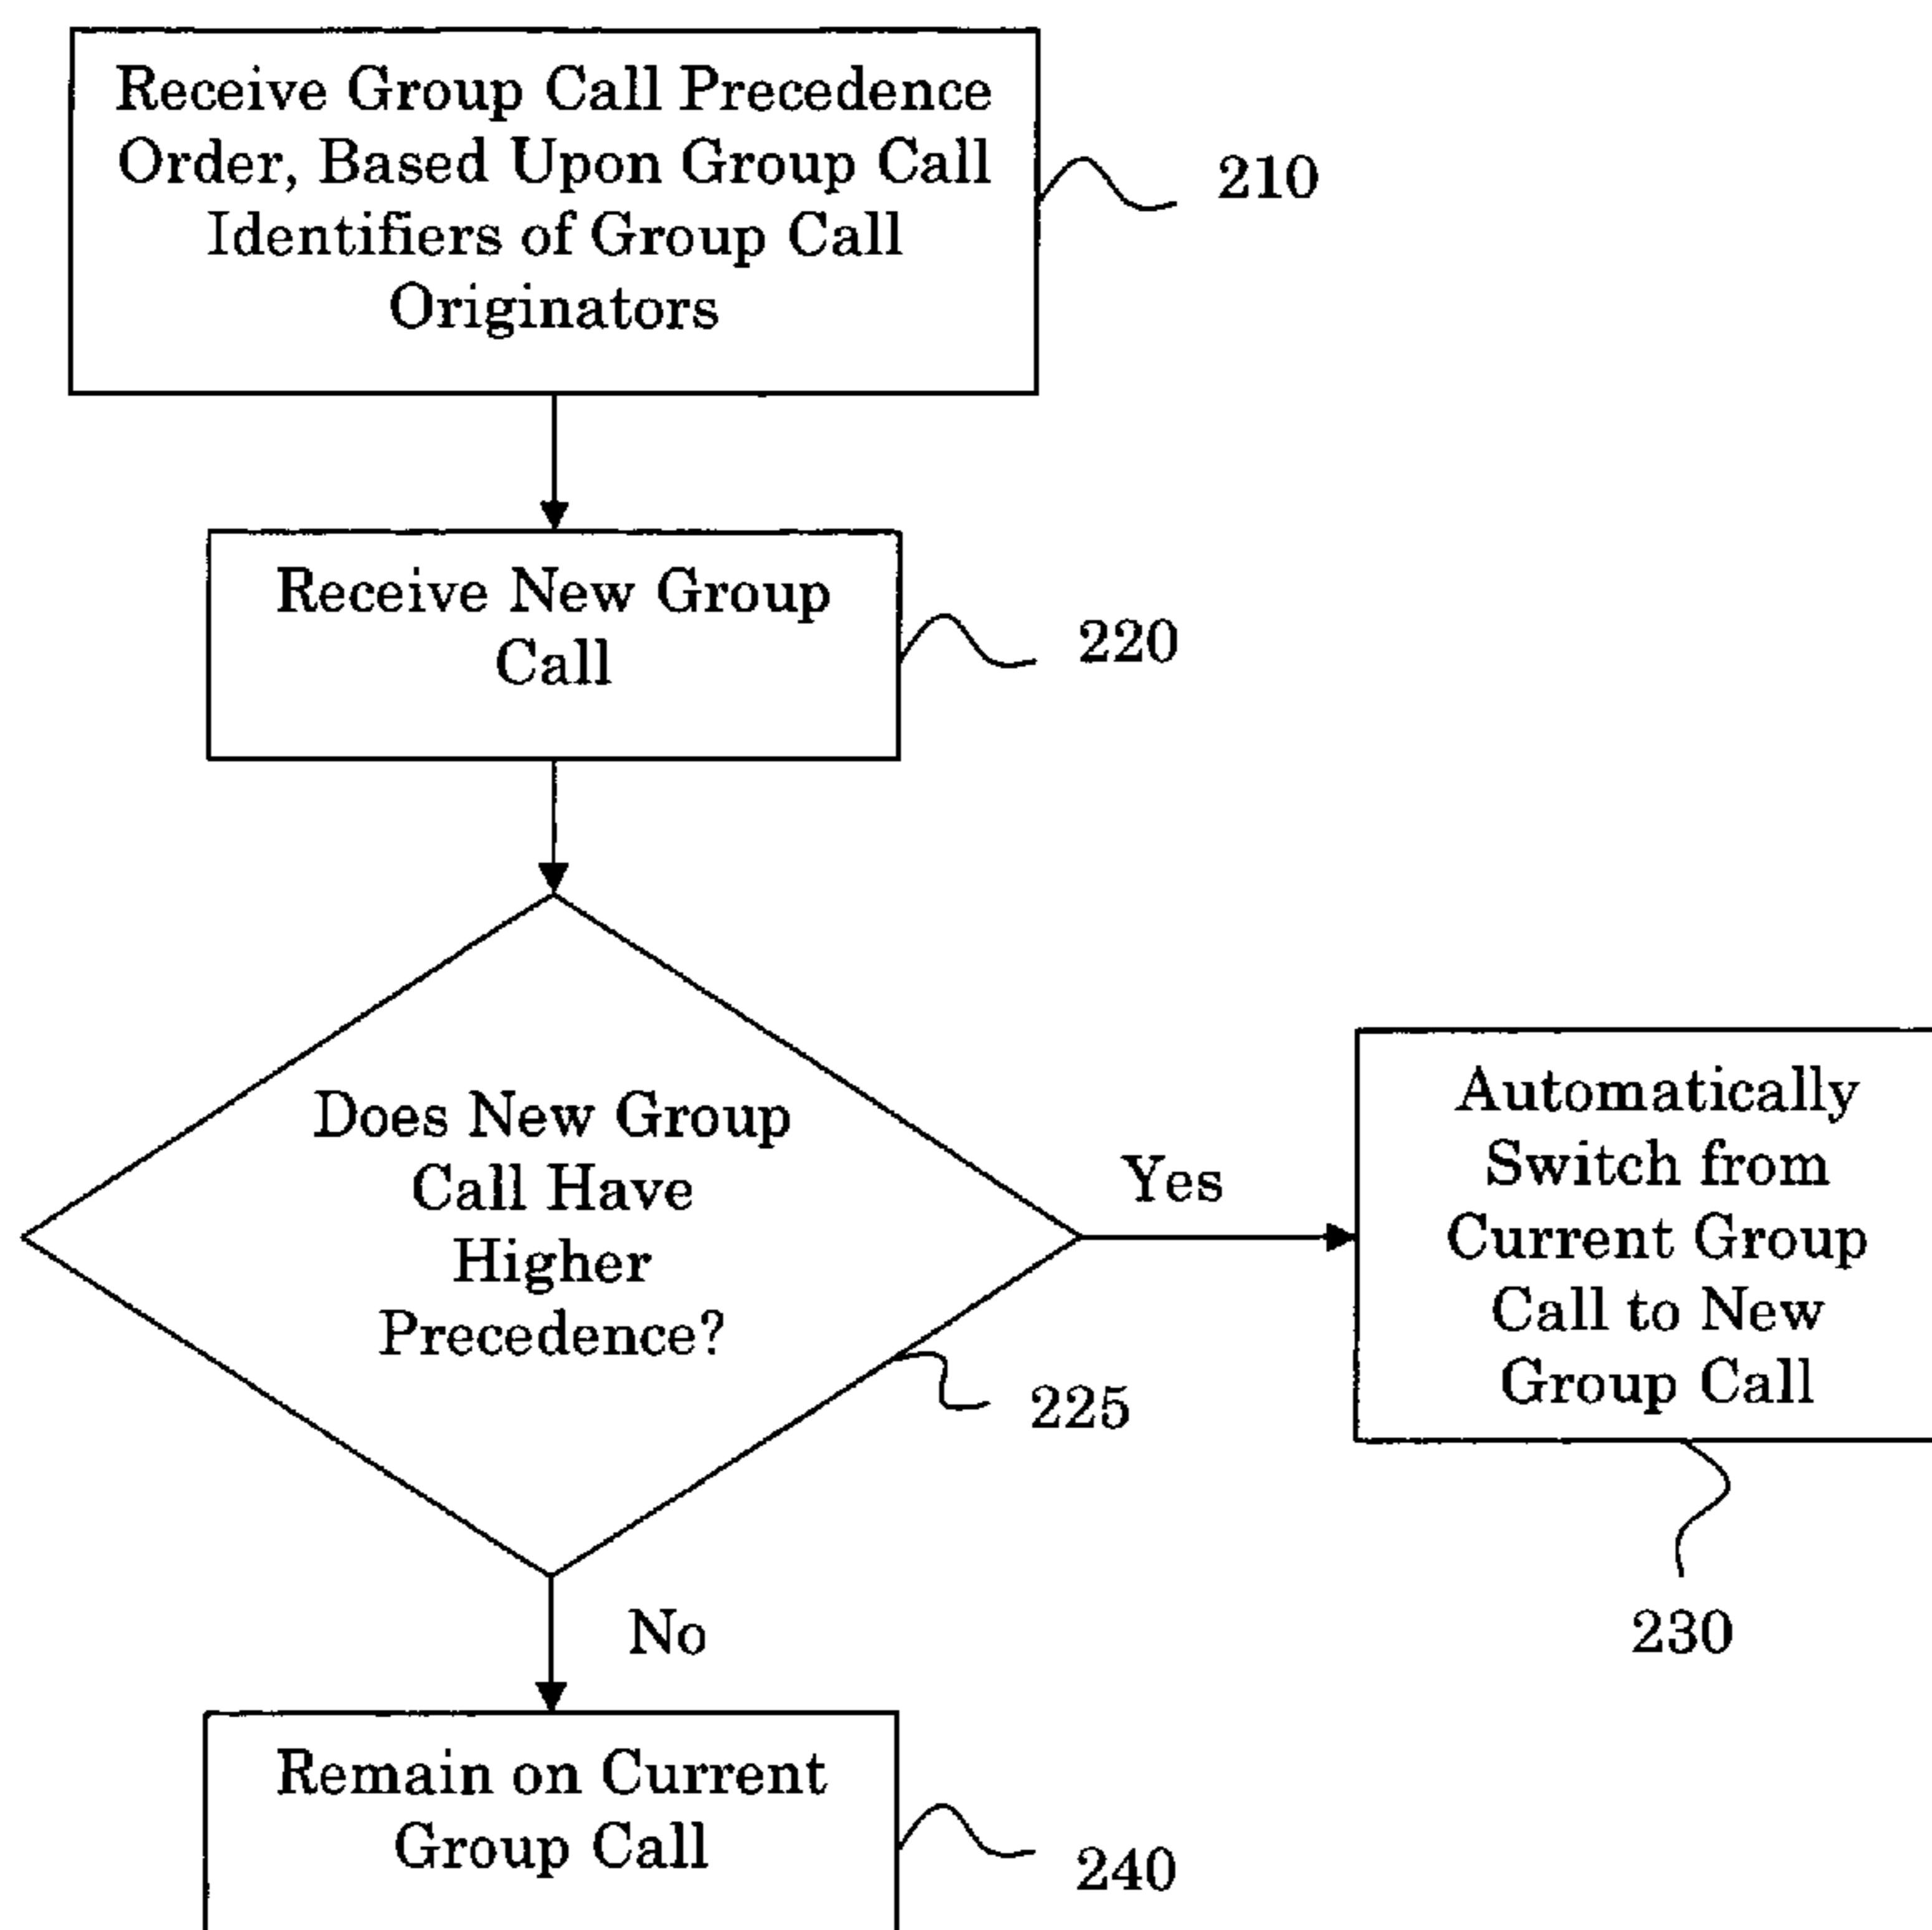 Receive Group Call Precedence
Order, Based Upon Group Call
Identifiers of Group Call
Originators
210
Receive New Group
Call
220
Does New Group
Call Have
Higher
Precedence?
225
Yes
Automatically
Switch from
Current Group
Call to New
Group Call
230
No
Remain on Current
Group Call
240